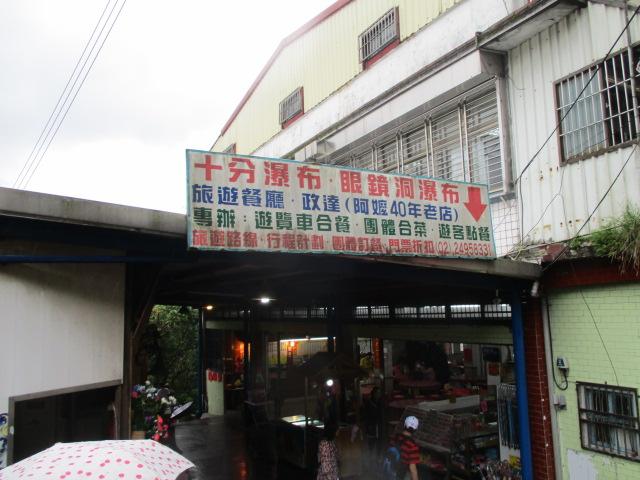 十分瀑布·眼鏡洞瀑布
旅遊餐廳·政達(阿嬤40年老店)
專辦:遊覽車合餐·團體合菜·遊客點餐
旅遊路線·行程計劃·團體訂餐·門票折扣(02)24958331